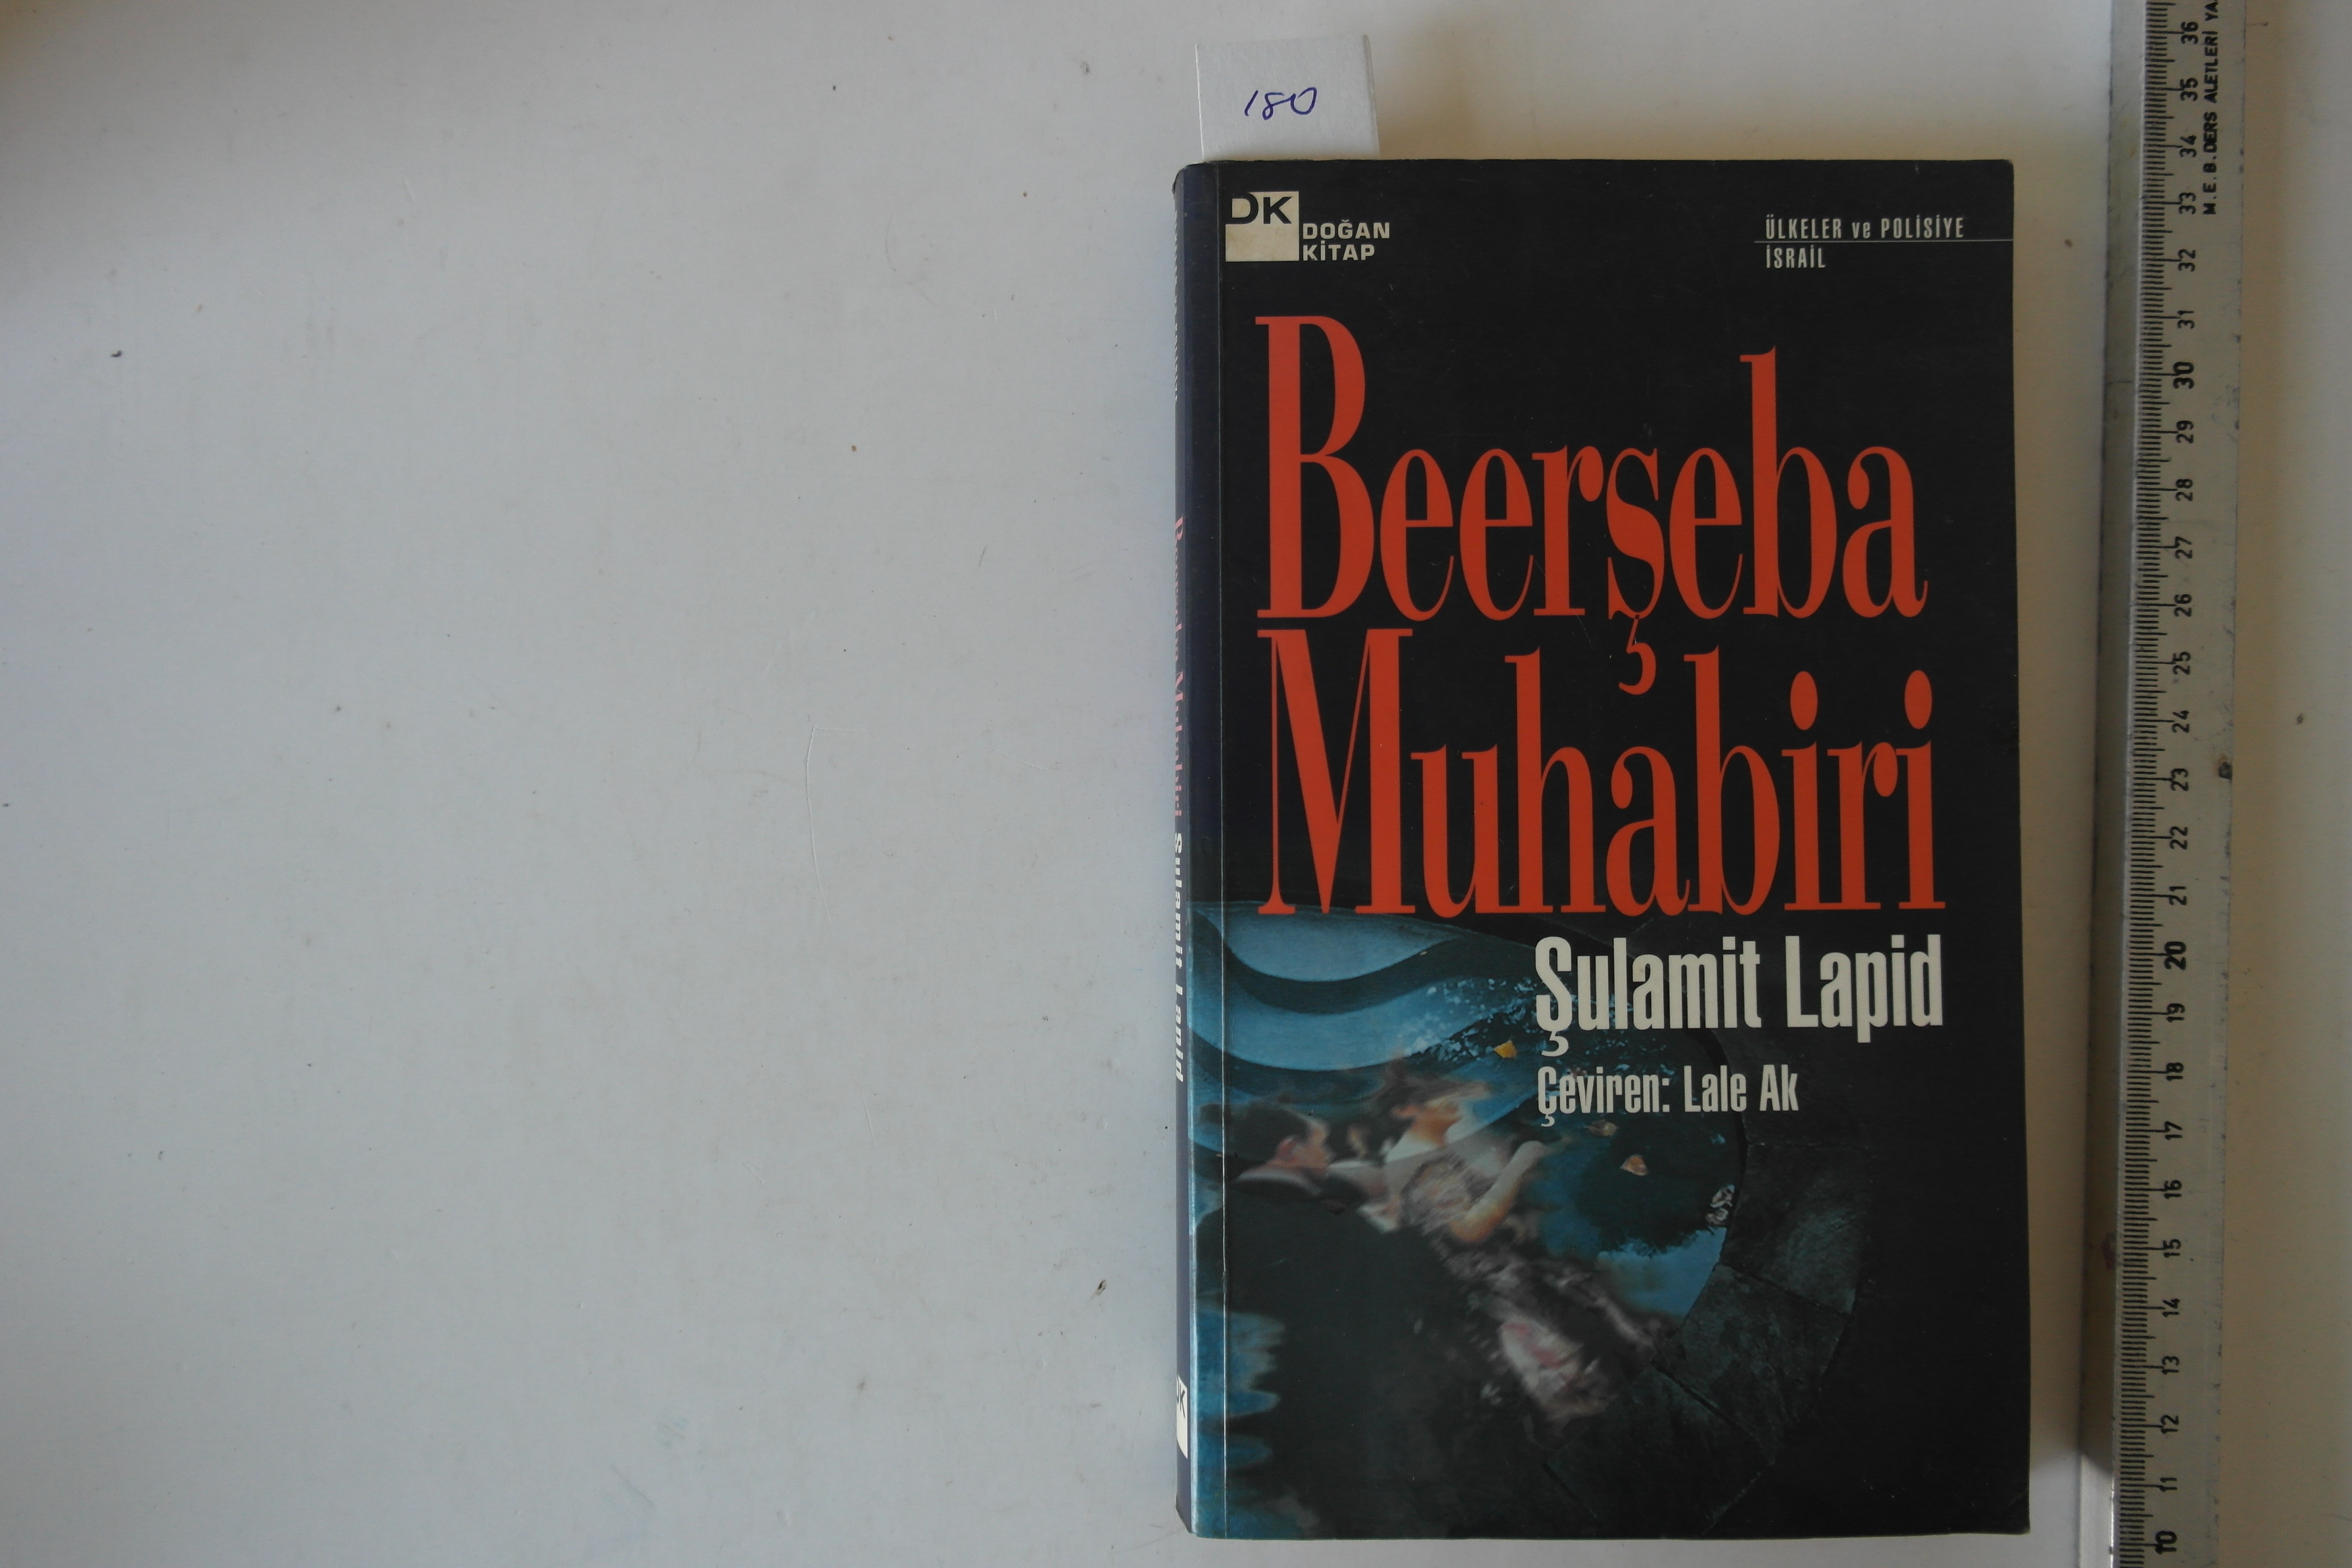 180
DK
DOĞAN
KİTAP
ÜLKELER ve POLİSİYE
İSRAİL
Beerşeba
Muhabiri
Şulamit Lapid
Çeviren: Lale Ak
Beerşeba Muhabiri Şulamit Lapid
M.E.B. DERS ALETLERİ
36
35
34
33
32
31
30
29
28
27
26
25
24
23
22
21
20
19
18
17
16
15
14
13
12
11
10